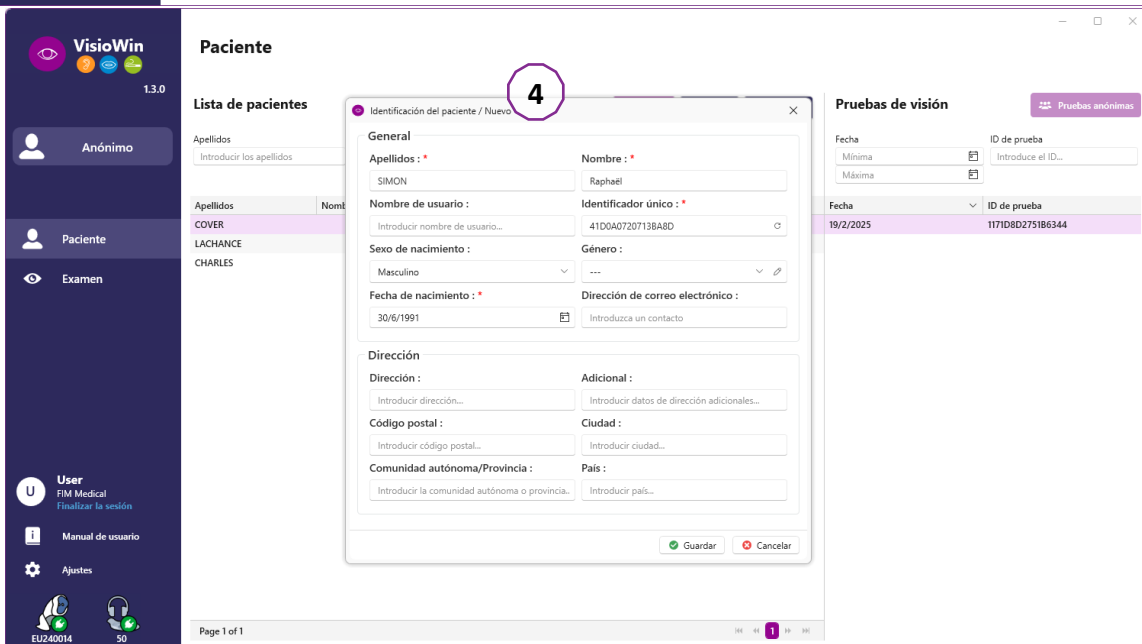 VisioWin
1.3.0
Anónimo
Paciente
Examen
User
U
FIM Medical
Finalizar la sesión
Manual de usuario
Ajustes
EU240014
50
Paciente
Lista de pacientes
Apellidos
Introducir los apellidos
Apellidos
COVER
LACHANCE
CHARLES
Page 1 of 1
1
4
Identificación del paciente / Nuevo
General
Apellidos : * Nombre : *
SIMON Raphaël
Nombre de usuario : Identificador único : *
Introducir nombre de usuario... 41D0A0720713BA8D
Sexo de nacimiento : Género :
Masculino ---
Fecha de nacimiento : * Dirección de correo electrónico :
30/6/1991 Introduzca un contacto
Dirección
Dirección : Adicional :
Introducir dirección... Introducir datos de dirección adicionales...
Código postal : Ciudad :
Introducir código postal... Introducir ciudad...
Comunidad autónoma/Provincia : País :
Introducir la comunidad autónoma o provincia.. Introducir país...
Guardar Cancelar
Pruebas de visión
Pruebas anónimas
Fecha ID de prueba
Mínima Introduce el ID...
Máxima
Fecha ID de prueba
19/2/2025 1171D8D2751B6344